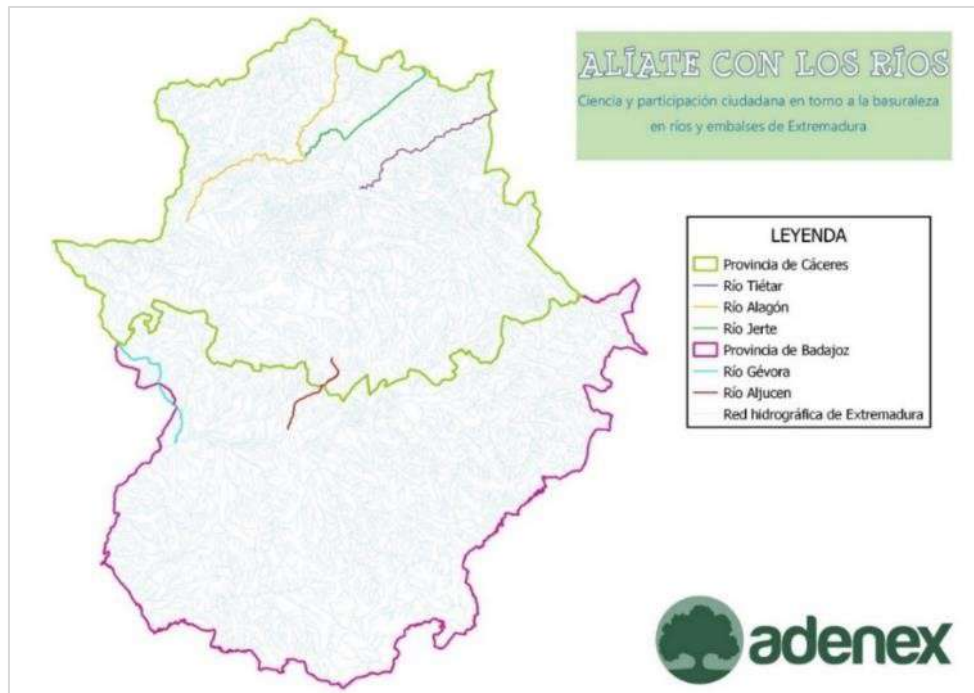 ALÍATE CON LOS RÍOS
Ciencia y participación ciudadana en torno a la basuraleza
en ríos y embalses de Extremadura
LEYENDA
Provincia de Cáceres
Río Tiétar
Río Alagón
Río Jerte
Provincia de Badajoz
Río Gévora
Río Aljucen
Red hidrográfica de Extremadura
adenex